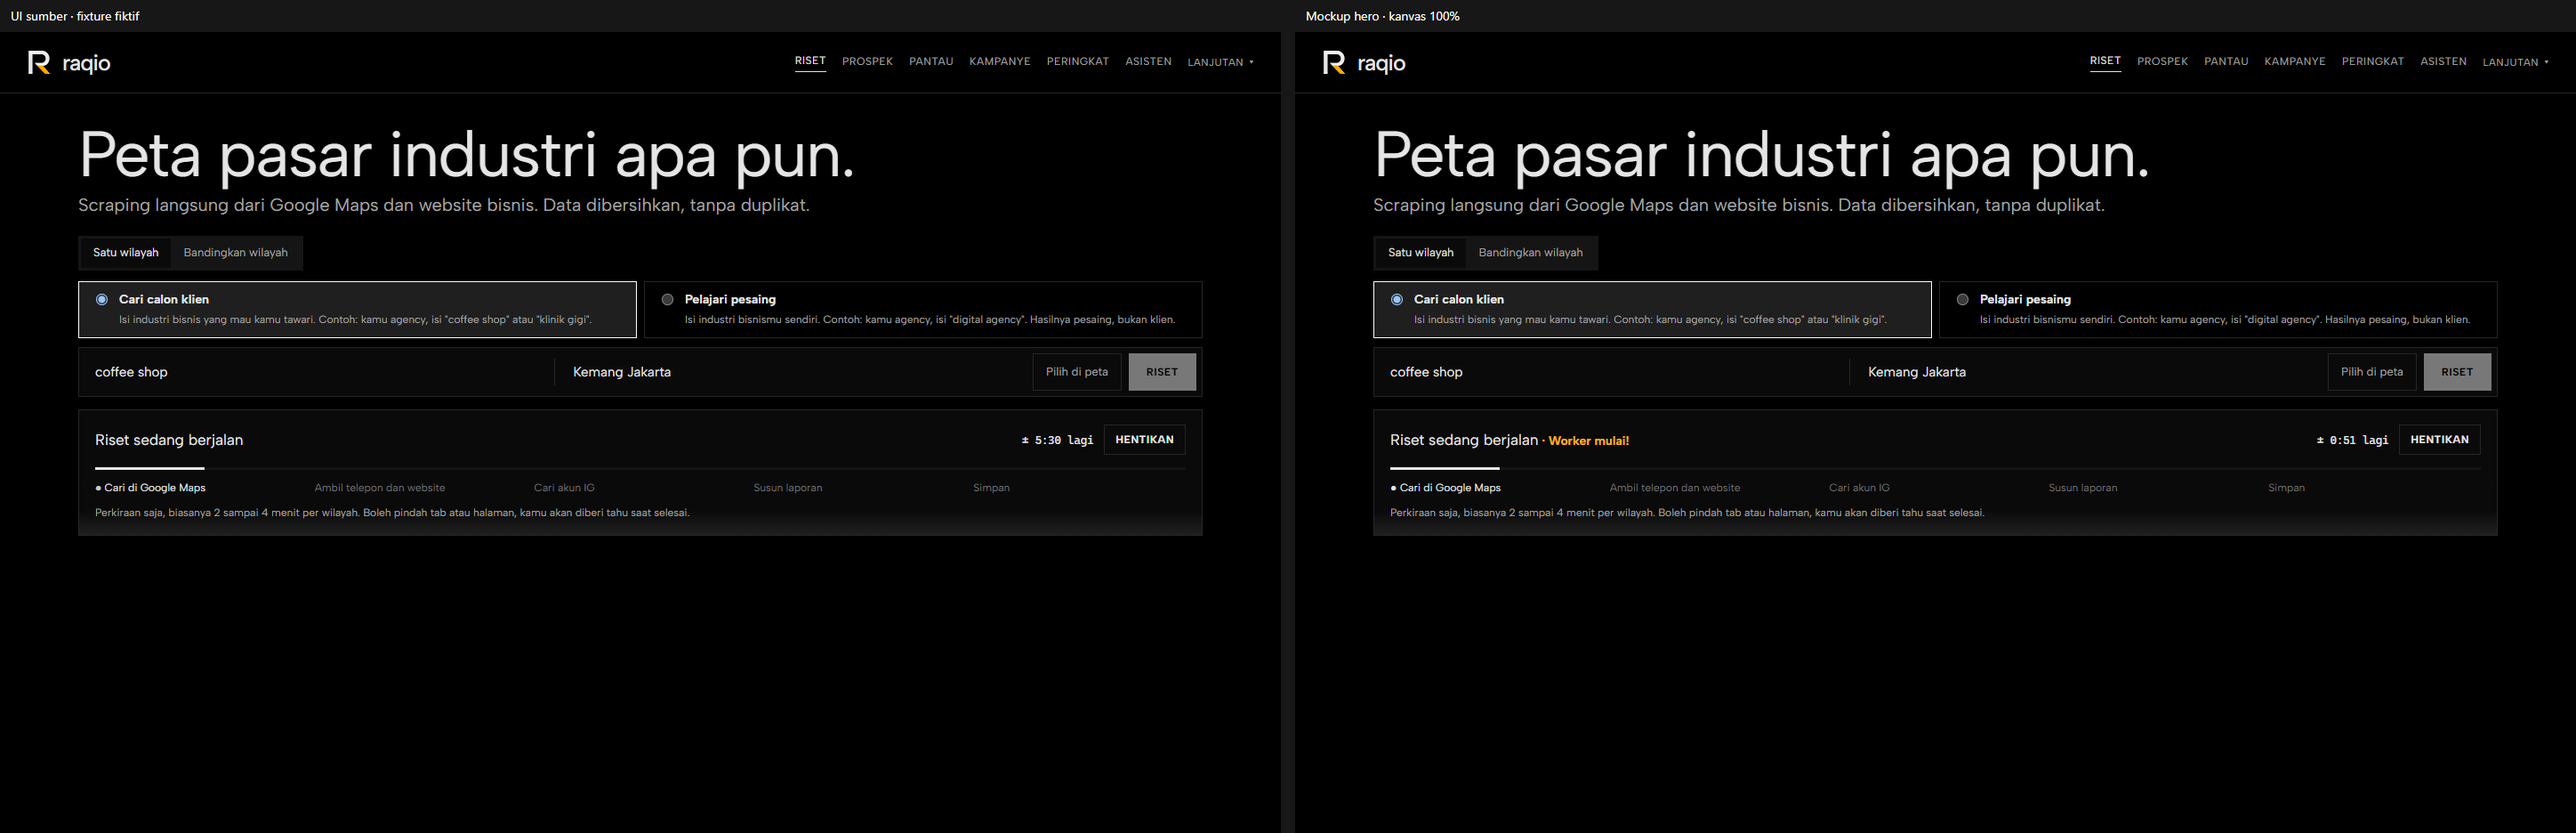 UI sumber · fixture fiktif
raqio
RISET PROSPEK PANTAU KAMPANYE PERINGKAT ASISTEN LANJUTAN
Peta pasar industri apa pun.
Scraping langsung dari Google Maps dan website bisnis. Data dibersihkan, tanpa duplikat.
Satu wilayah Bandingkan wilayah
Cari calon klien
Isi industri bisnis yang mau kamu tawari. Contoh: kamu agency, isi "coffee shop" atau "klinik gigi".
Pelajari pesaing
Isi industri bisnismu sendiri. Contoh: kamu agency, isi "digital agency". Hasilnya pesaing, bukan klien.
coffee shop Kemang Jakarta Pilih di peta RISET
Riset sedang berjalan ± 5:30 lagi HENTIKAN
Cari di Google Maps Ambil telepon dan website Cari akun IG Susun laporan Simpan
Perkiraan saja, biasanya 2 sampai 4 menit per wilayah. Boleh pindah tab atau halaman, kamu akan diberi tahu saat selesai.
Mockup hero · kanvas 100%
raqio
RISET PROSPEK PANTAU KAMPANYE PERINGKAT ASISTEN LANJUTAN
Peta pasar industri apa pun.
Scraping langsung dari Google Maps dan website bisnis. Data dibersihkan, tanpa duplikat.
Satu wilayah Bandingkan wilayah
Cari calon klien
Isi industri bisnis yang mau kamu tawari. Contoh: kamu agency, isi "coffee shop" atau "klinik gigi".
Pelajari pesaing
Isi industri bisnismu sendiri. Contoh: kamu agency, isi "digital agency". Hasilnya pesaing, bukan klien.
coffee shop Kemang Jakarta Pilih di peta RISET
Riset sedang berjalan · Worker mulai! ± 0:51 lagi HENTIKAN
Cari di Google Maps Ambil telepon dan website Cari akun IG Susun laporan Simpan
Perkiraan saja, biasanya 2 sampai 4 menit per wilayah. Boleh pindah tab atau halaman, kamu akan diberi tahu saat selesai.